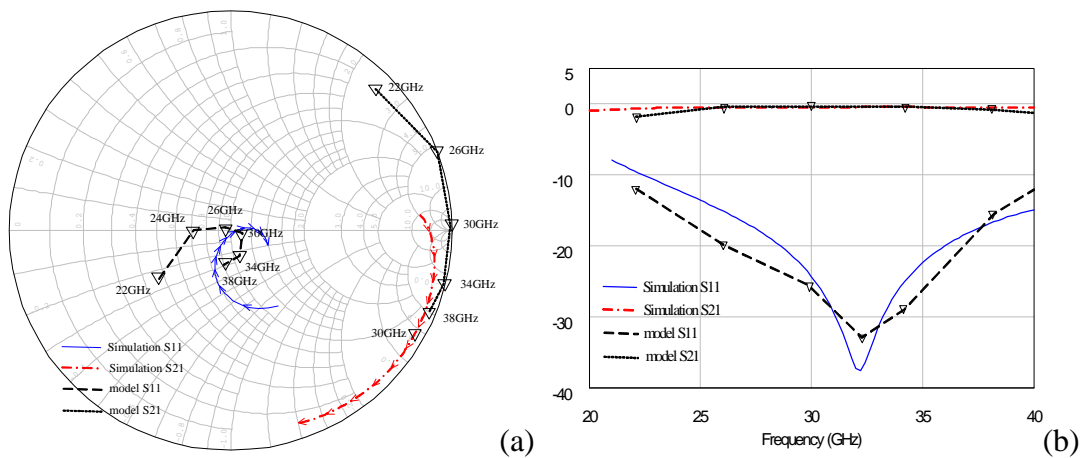 22GHz
26GHz
24GHz
26GHz
30GHz
30GHz
34GHz
38GHz
22GHz
34GHz
38GHz
30GHz
Simulation S11
Simulation S21
model S11
model S21
(a)
5
0
-10
-20
-30
-40
20
25
30
35
40
Frequency (GHz)
Simulation S11
Simulation S21
model S11
model S21
(b)